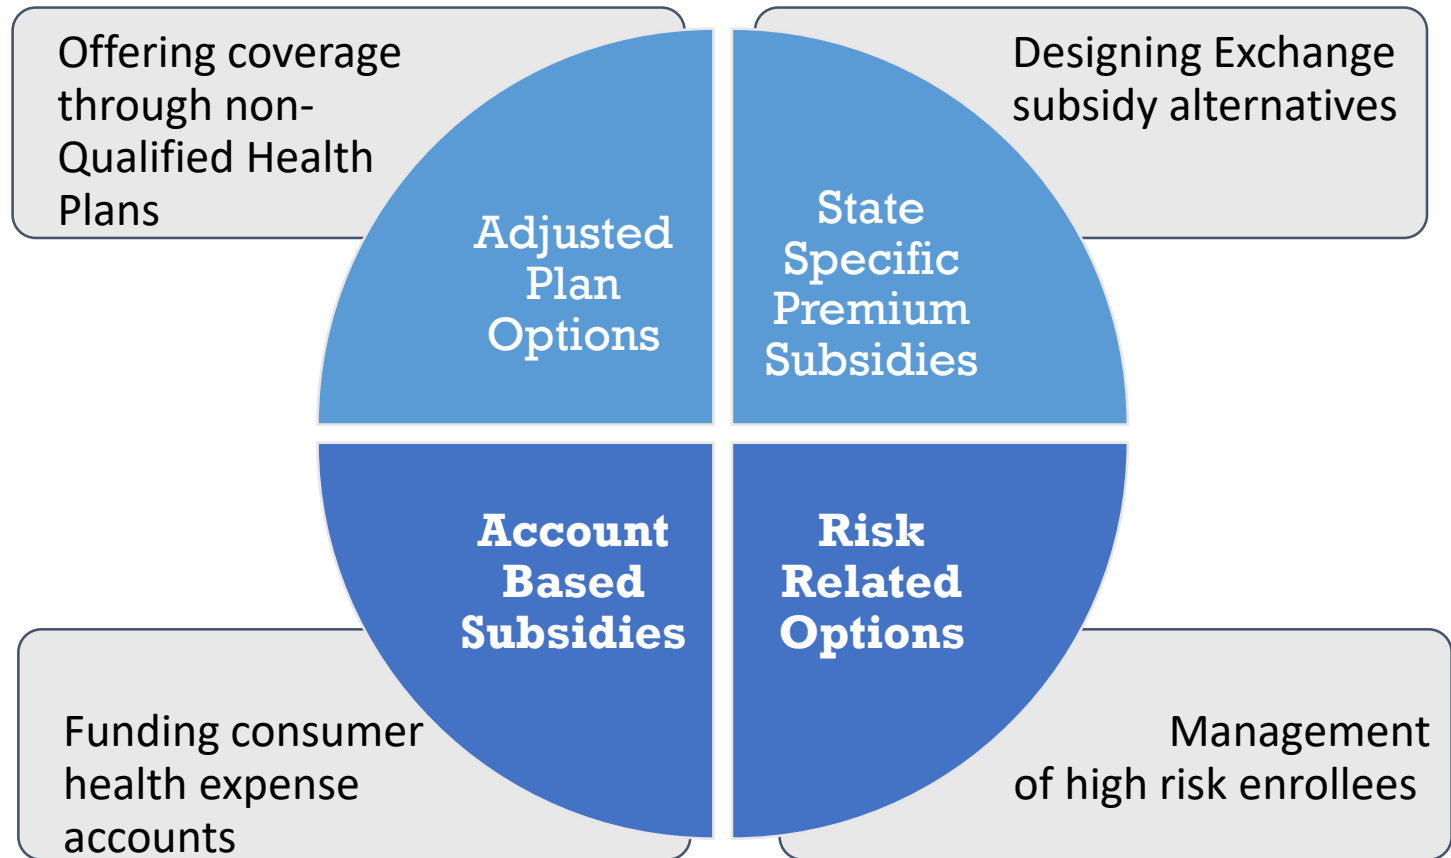 Offering coverage
through non-
Qualified Health
Plans
Adjusted
Plan
Options
Designing Exchange
subsidy alternatives
State
Specific
Premium
Subsidies
Account
Based
Subsidies
Funding consumer
health expense
accounts
Risk
Related
Options
Management
of high risk enrollees